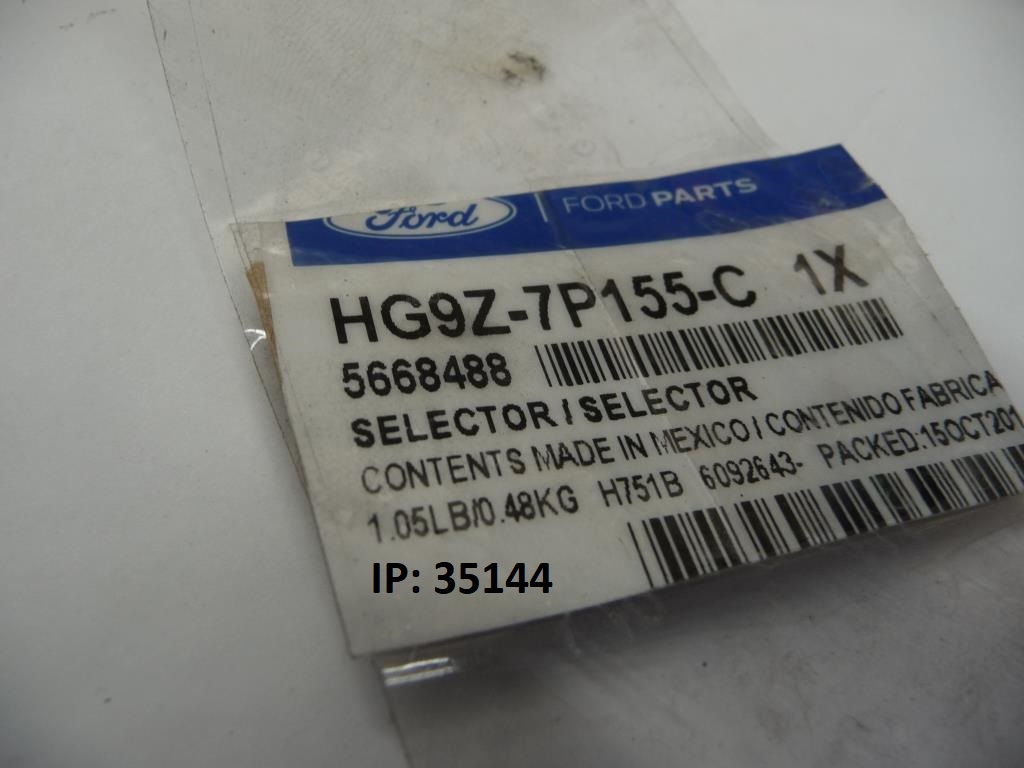 Ford | FORD PARTS
HG9Z-7P155-C 1X
5668488
SELECTOR / SELECTOR
CONTENTS MADE IN MEXICO / CONTENIDO FABRICA
1.05LB/0.48KG H751B 6092643- PACKED:15OCT201
IP: 35144